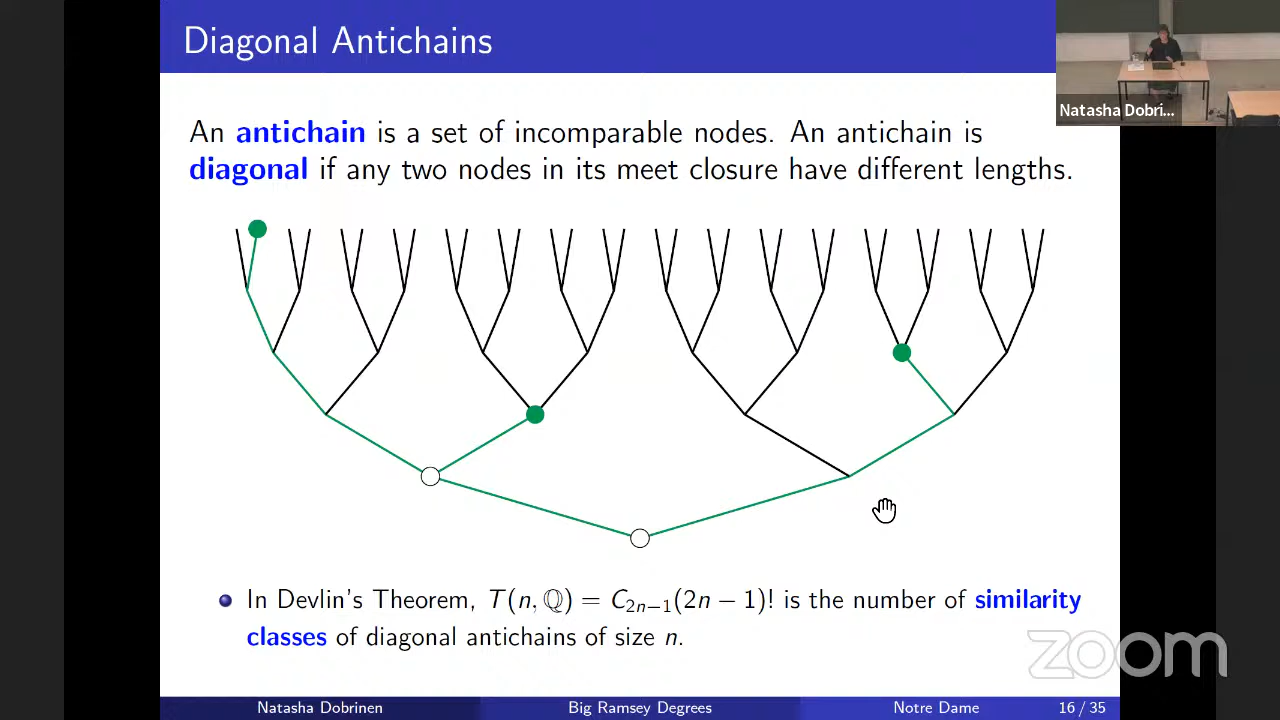 Diagonal Antichains
Natasha Dobri...
An antichain is a set of incomparable nodes. An antichain is
diagonal if any two nodes in its meet closure have different lengths.
In Devlin's Theorem, T(n, ℚ) = C₂ₙ₋₁(2n − 1)! is the number of similarity
classes of diagonal antichains of size n.
zoom
Natasha Dobrinen Big Ramsey Degrees Notre Dame 16 / 35